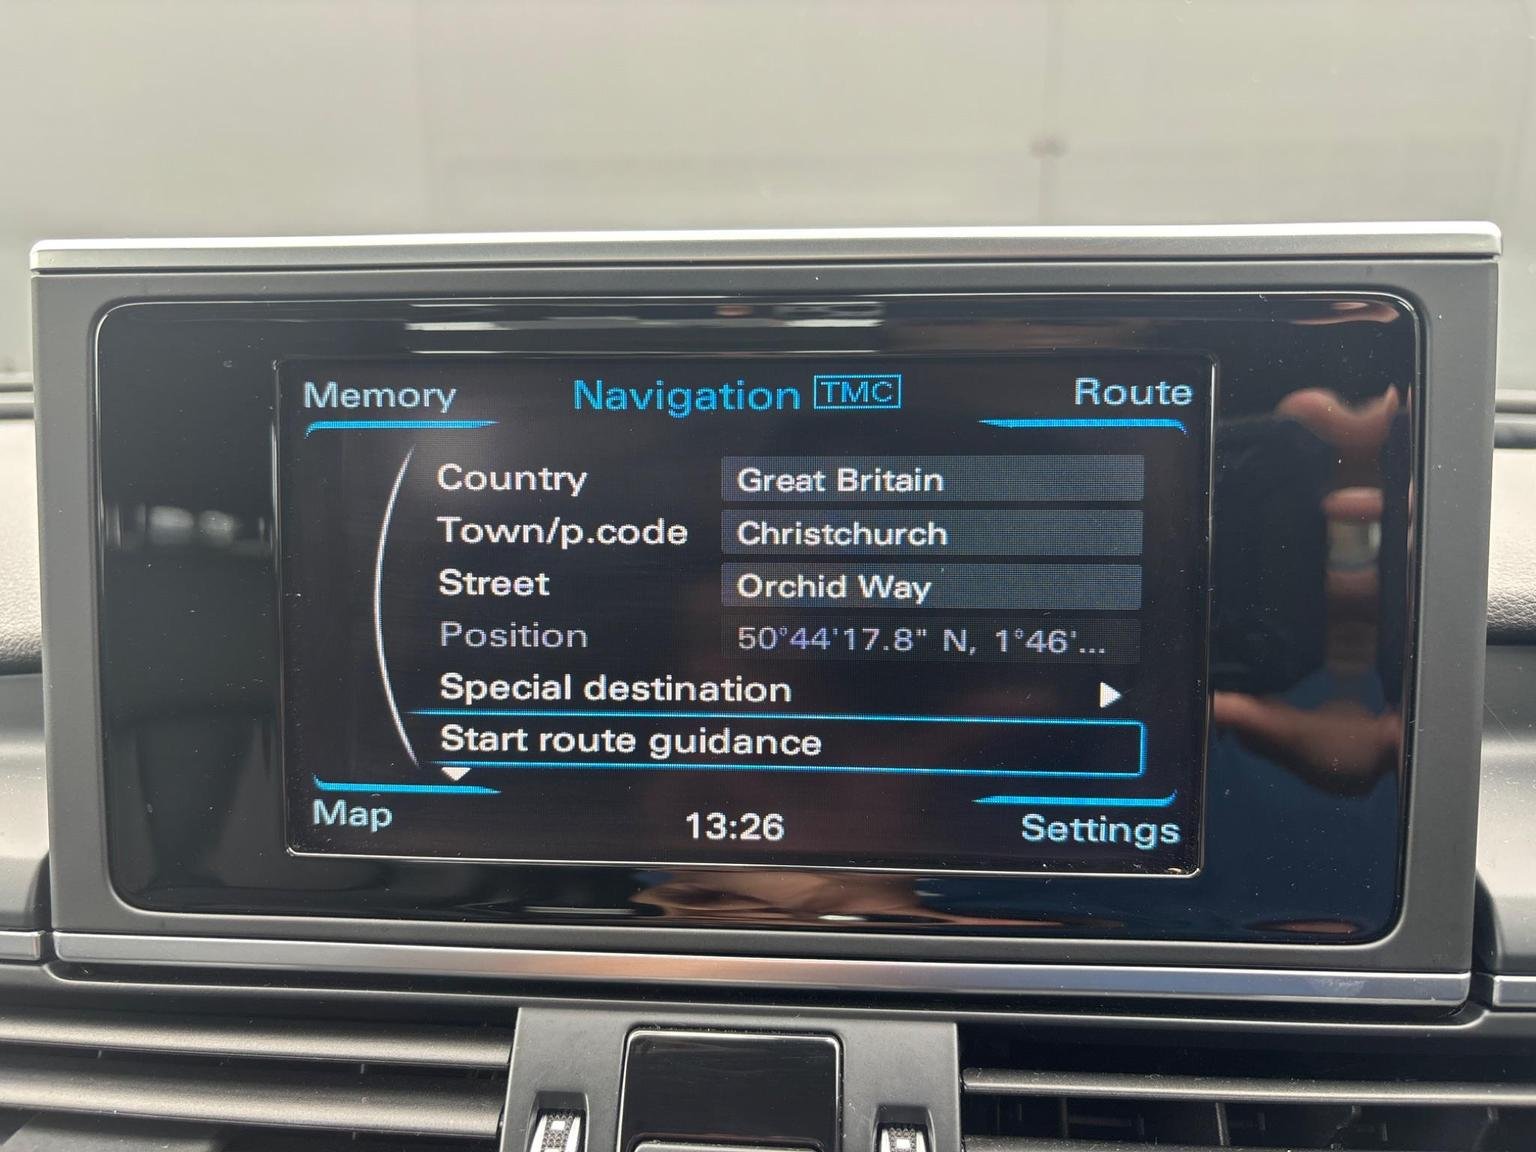 Memory Navigation TMC Route
Country Great Britain
Town/p.code Christchurch
Street Orchid Way
Position 50°44'17.8" N, 1°46'...
Special destination
Start route guidance
Map 13:26 Settings